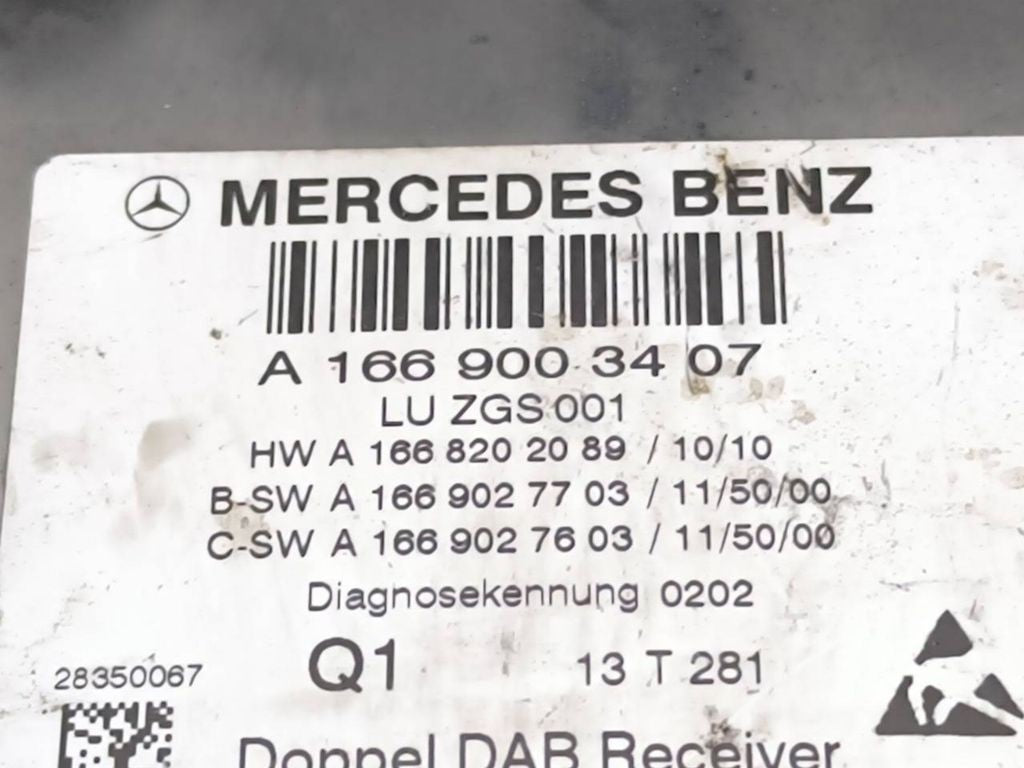 MERCEDES BENZ
A 166 900 34 07
LU ZGS 001
HW A 166 820 20 89 / 10/10
B-SW A 166 902 77 03 / 11/50/00
C-SW A 166 902 76 03 / 11/50/00
Diagnosekennung 0202
28350067 Q1 13 T 281
Doppel DAB Receiver